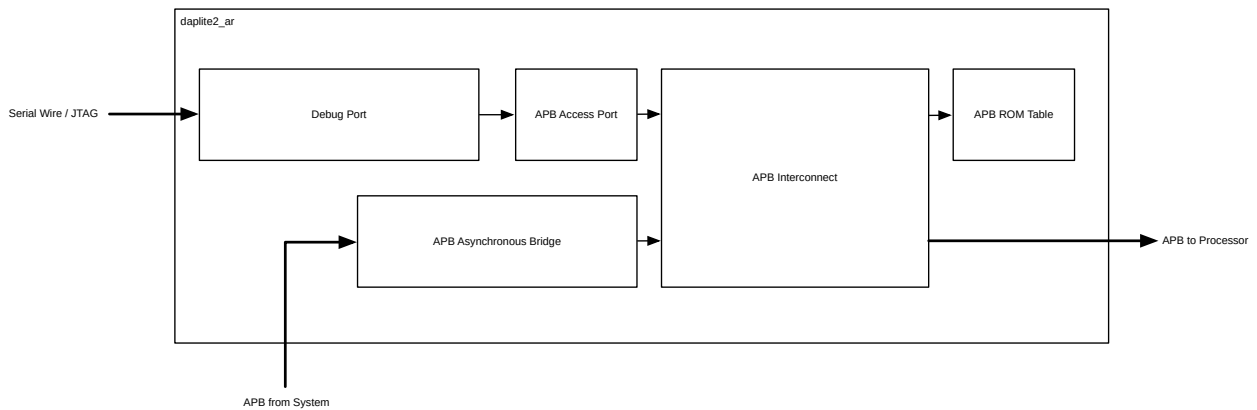 daplite2_ar
Serial Wire / JTAG
Debug Port
APB Access Port
APB ROM Table
APB Interconnect
APB Asynchronous Bridge
APB to Processor
APB from System